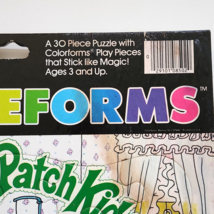 A 30 Piece Puzzle with
Colorforms® Play Pieces
that Stick like Magic!
Ages 3 and Up.
EFORMS™
Patch Kid